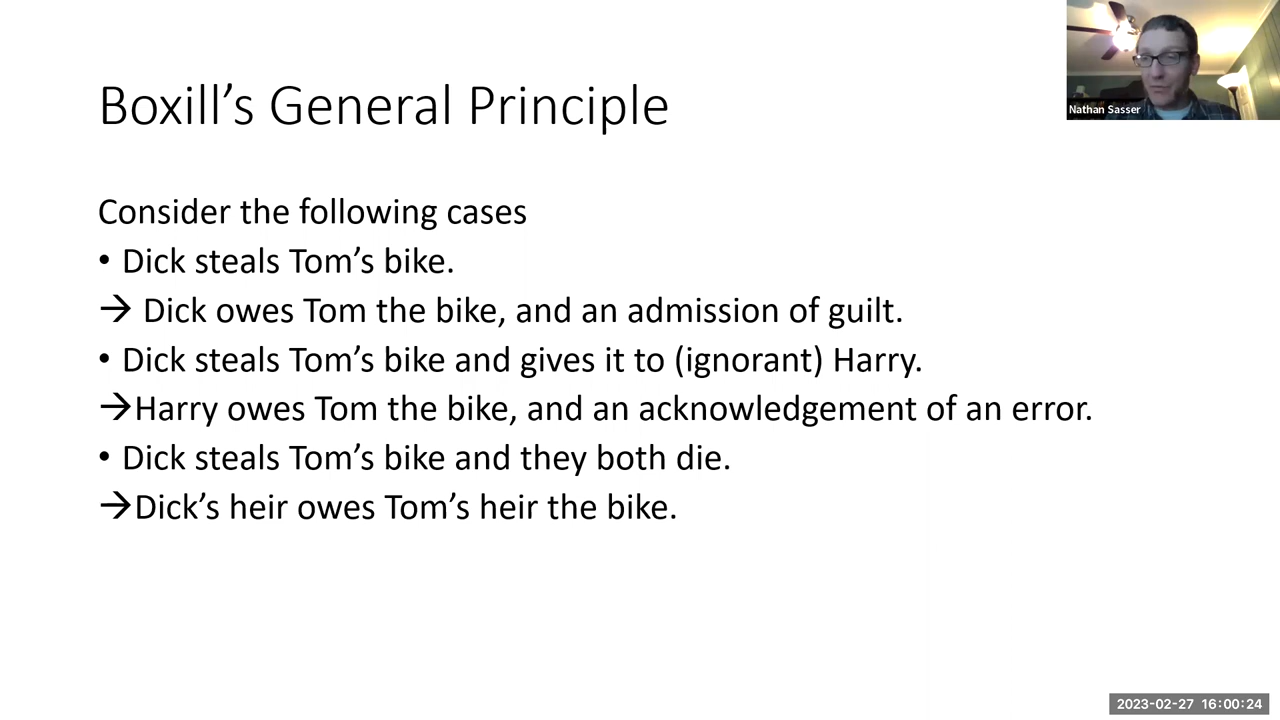 Boxill’s General Principle
Nathan Sasser
Consider the following cases
• Dick steals Tom’s bike.
→ Dick owes Tom the bike, and an admission of guilt.
• Dick steals Tom’s bike and gives it to (ignorant) Harry.
→Harry owes Tom the bike, and an acknowledgement of an error.
• Dick steals Tom’s bike and they both die.
→Dick’s heir owes Tom’s heir the bike.
2023-02-27 16:00:24